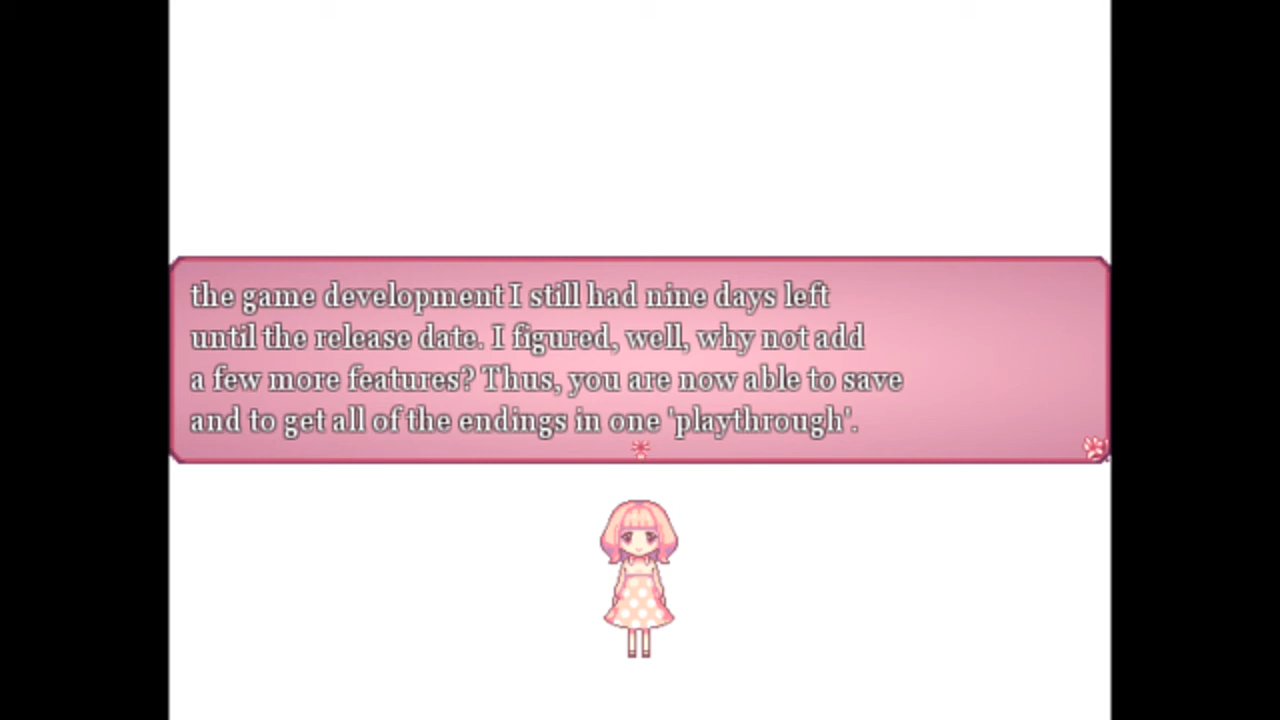 the game development I still had nine days left
until the release date. I figured, well, why not add
a few more features? Thus, you are now able to save
and to get all of the endings in one 'playthrough'.